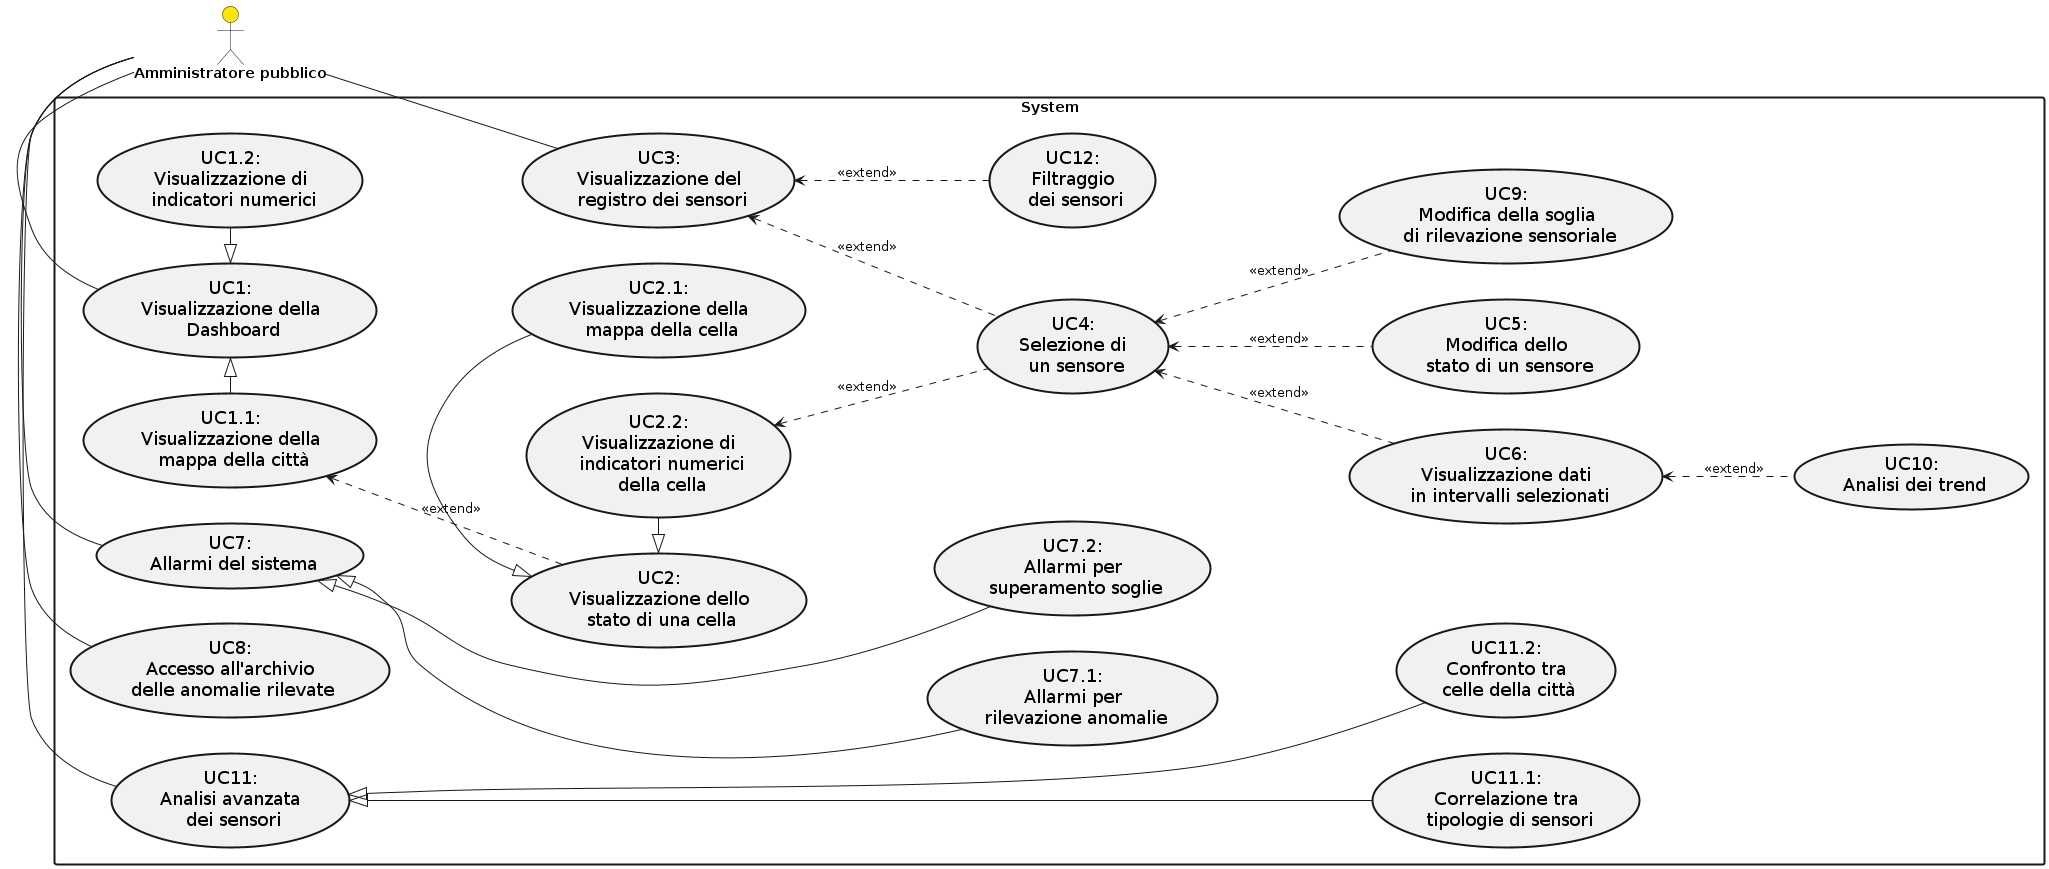 Amministratore pubblico
System
UC1.2:
Visualizzazione di
indicatori numerici
UC1:
Visualizzazione della
Dashboard
UC1.1:
Visualizzazione della
mappa della città
UC7:
Allarmi del sistema
UC8:
Accesso all'archivio
delle anomalie rilevate
UC11:
Analisi avanzata
dei sensori
«extend»
UC3:
Visualizzazione del
registro dei sensori
UC2.1:
Visualizzazione della
mappa della cella
UC2.2:
Visualizzazione di
indicatori numerici
della cella
UC2:
Visualizzazione dello
stato di una cella
«extend»
«extend»
«extend»
UC12:
Filtraggio
dei sensori
UC4:
Selezione di
un sensore
UC7.2:
Allarmi per
superamento soglie
UC7.1:
Allarmi per
rilevazione anomalie
«extend»
«extend»
«extend»
UC9:
Modifica della soglia
di rilevazione sensoriale
UC5:
Modifica dello
stato di un sensore
UC6:
Visualizzazione dati
in intervalli selezionati
UC11.2:
Confronto tra
celle della città
UC11.1:
Correlazione tra
tipologie di sensori
«extend»
UC10:
Analisi dei trend